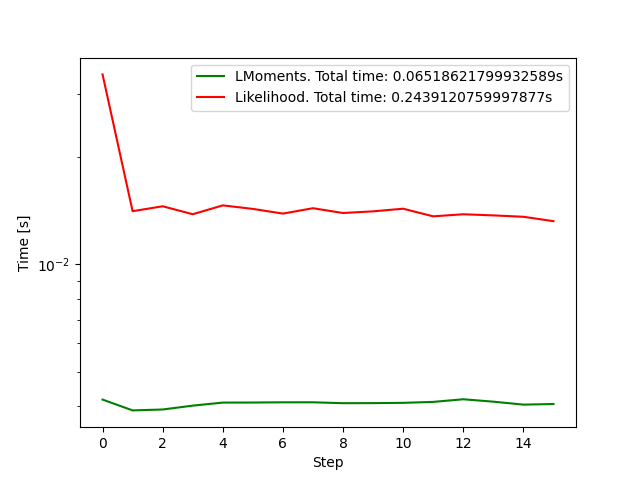 LMoments. Total time: 0.06518621799932589s
Likelihood. Total time: 0.2439120759997877s
Time [s]
10⁻²
0 2 4 6 8 10 12 14
Step